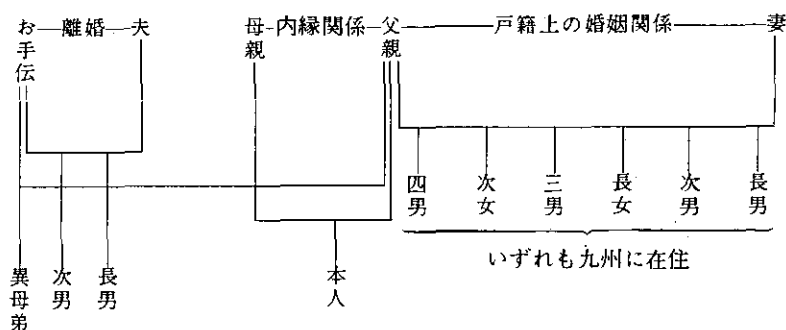 お手伝―離婚―夫 母親―内縁関係―父親―戸籍上の婚姻関係―妻
四男 次女 三男 長女 次男 長男
いずれも九州に在住
異母弟 次男 長男 本人